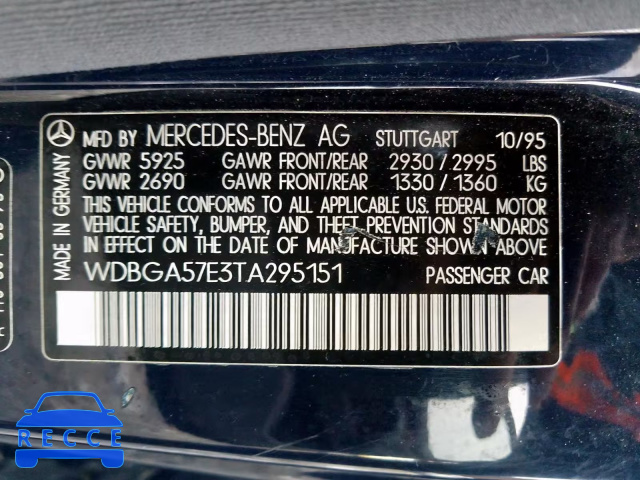 MFD BY MERCEDES-BENZ AG STUTTGART 10/95
GVWR 5925 GAWR FRONT/REAR 2930/2995 LBS
GVWR 2690 GAWR FRONT/REAR 1330/1360 KG
THIS VEHICLE CONFORMS TO ALL APPLICABLE U.S. FEDERAL MOTOR
VEHICLE SAFETY, BUMPER, AND THEFT PREVENTION STANDARDS
IN EFFECT ON THE DATE OF MANUFACTURE SHOWN ABOVE.
WDBGA57E3TA295151 PASSENGER CAR
MADE IN GERMANY
PIECE